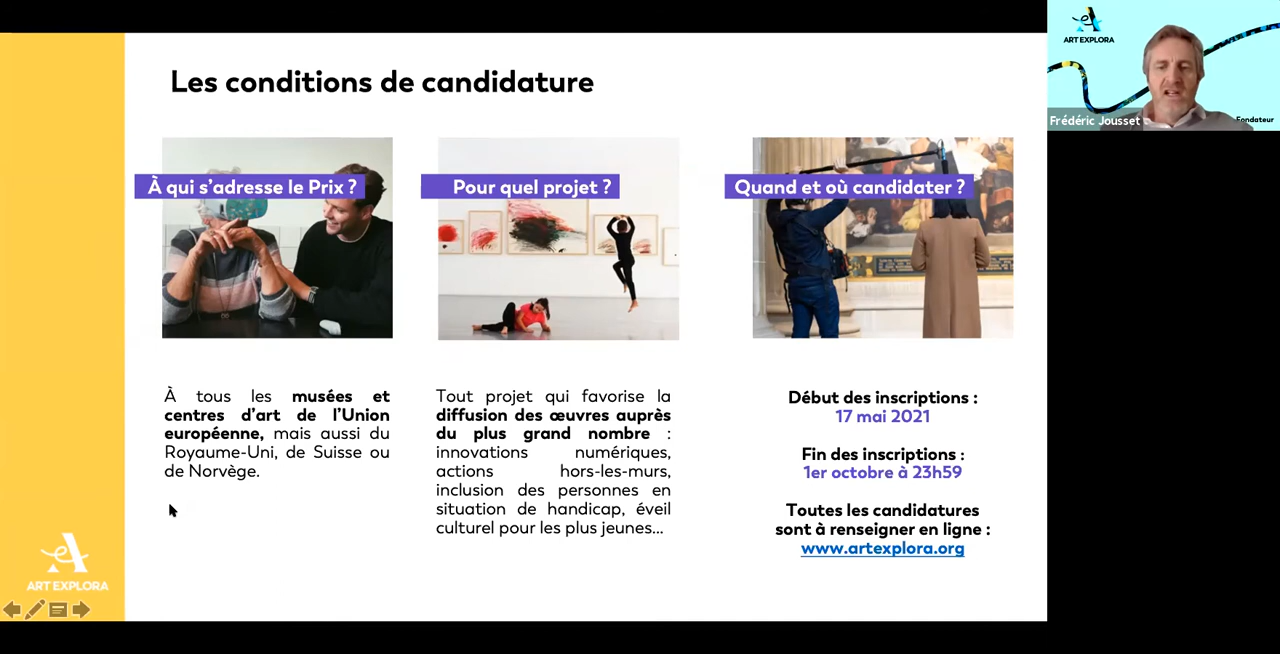 Les conditions de candidature
À qui s’adresse le Prix ?
À tous les musées et
centres d’art de l’Union
européenne, mais aussi du
Royaume-Uni, de Suisse ou
de Norvège.
Pour quel projet ?
Tout projet qui favorise la
diffusion des œuvres auprès
du plus grand nombre :
innovations numériques,
actions hors-les-murs,
inclusion des personnes en
situation de handicap, éveil
culturel pour les plus jeunes...
Quand et où candidater ?
Début des inscriptions :
17 mai 2021
Fin des inscriptions :
1er octobre à 23h59
Toutes les candidatures
sont à renseigner en ligne :
www.artexplora.org
ART EXPLORA
ART EXPLORA
Frédéric Jousset
Fondateur